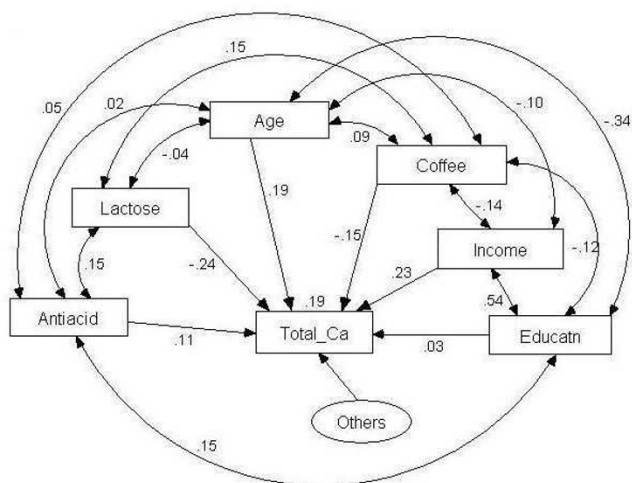 .15
.05
.02
-.10
-.34
Age
.09
-.04
Coffee
Lactose
.19
-.14
-.15
Income
-.12
.15
-.24
.23
.54
Antiacid
.19
.11
Total_Ca
.03
Educatn
Others
.15